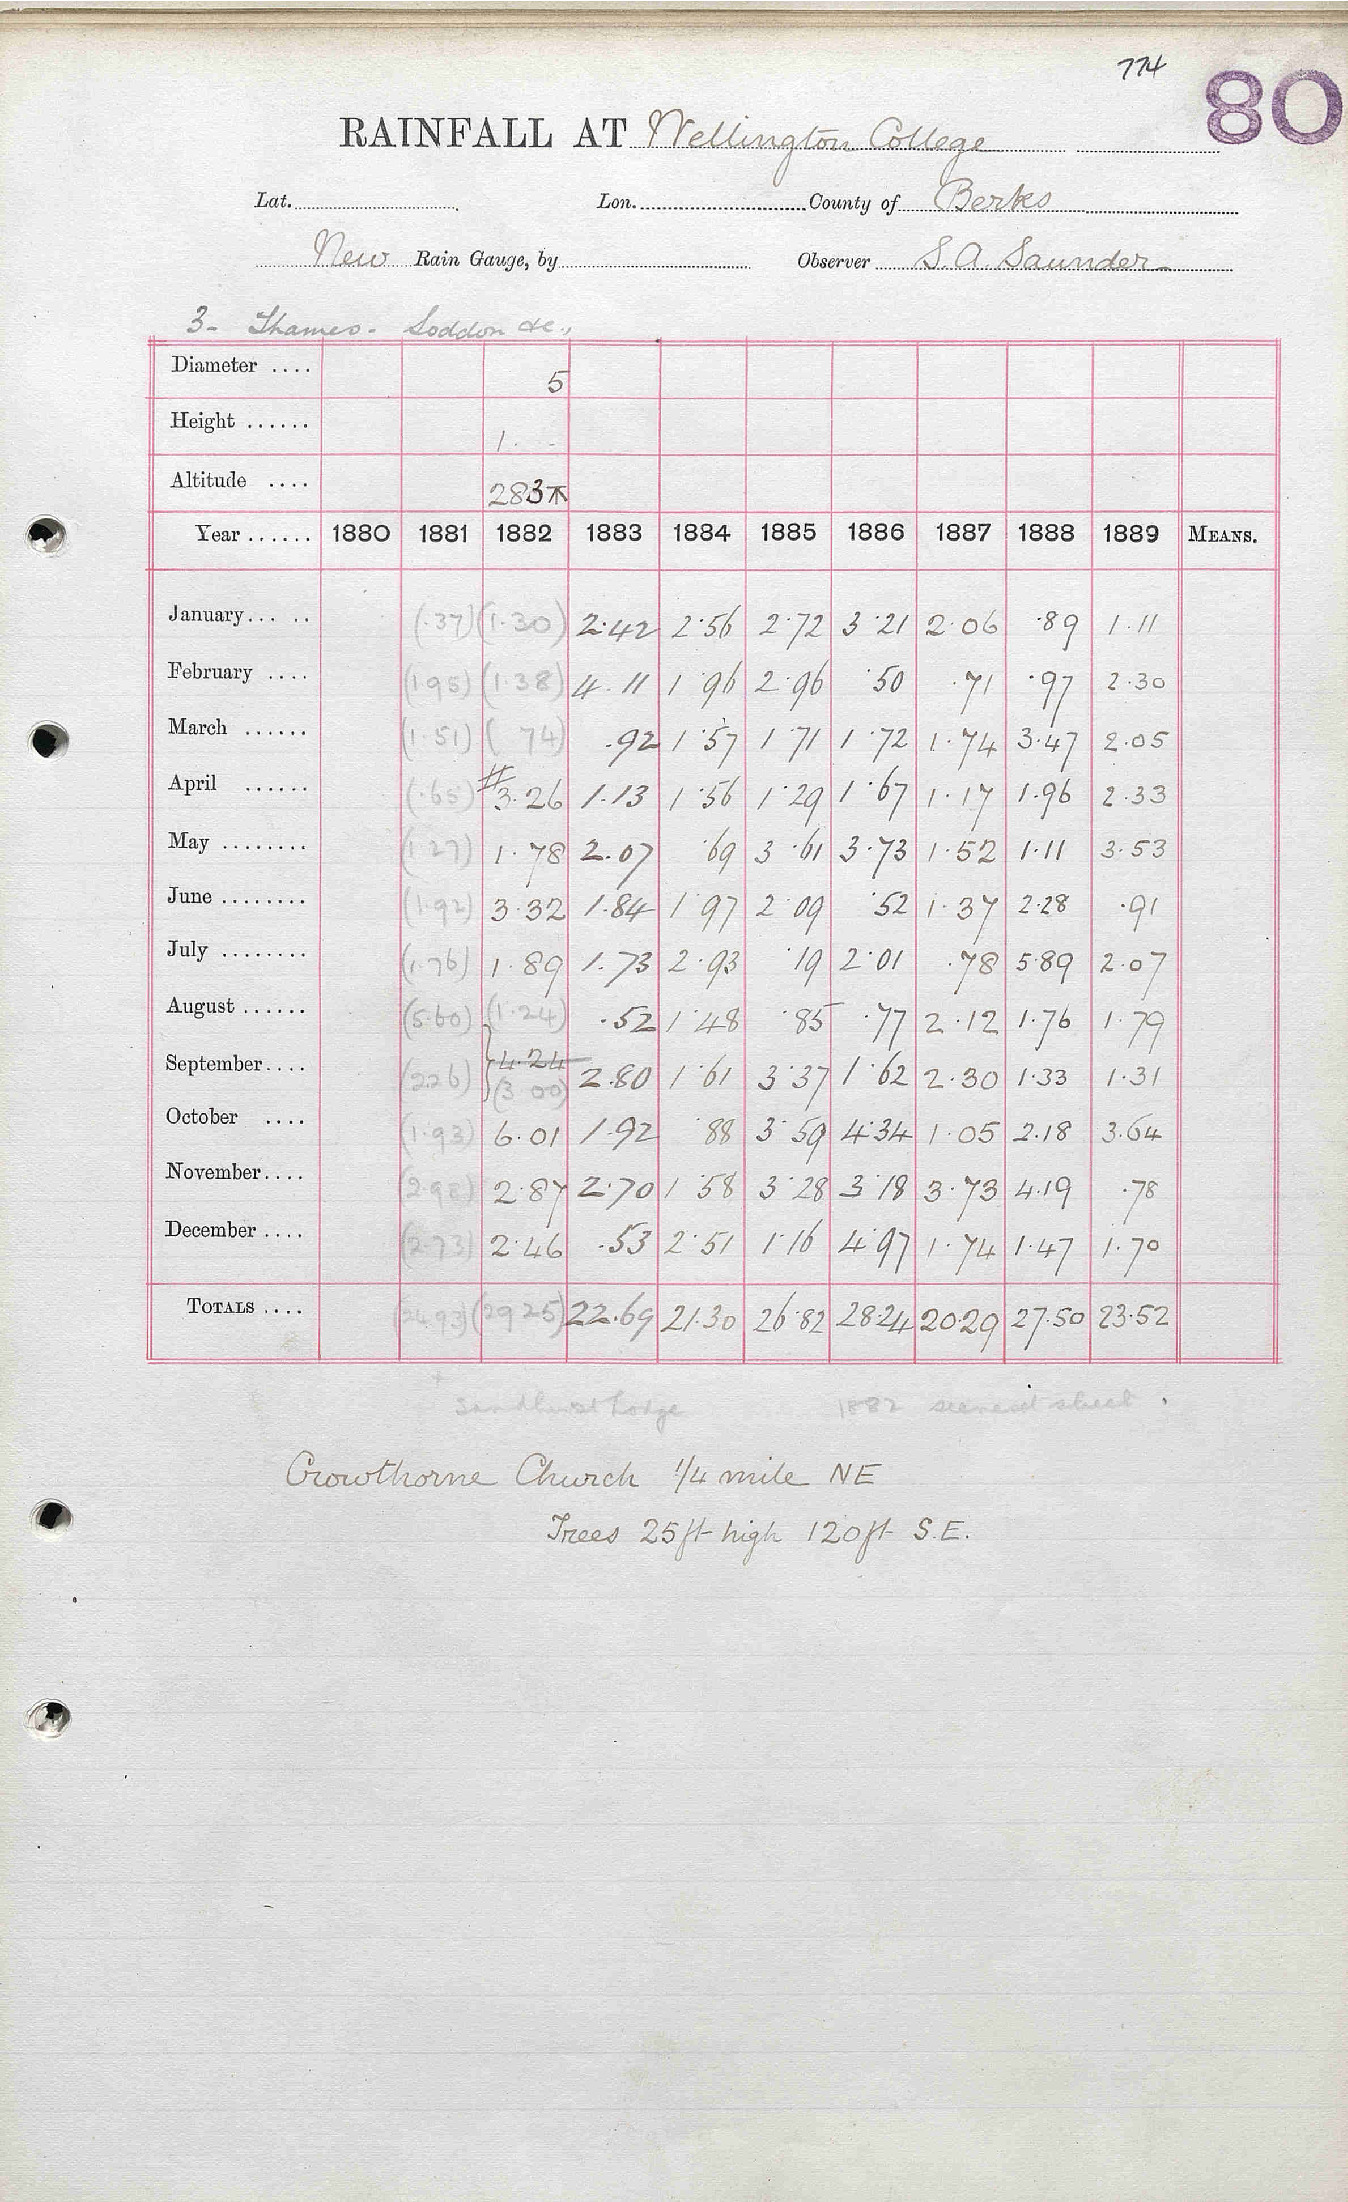 774
80
RAINFALL AT Wellington College
Lat. Lon. County of Berks
New Rain Gauge, by Observer S.A. Saunder
3- Thames- Loddon &c.,
Diameter .... 5
Height ...... 1. -
Altitude .... 283
Year ...... 1880 1881 1882 1883 1884 1885 1886 1887 1888 1889 MEANS.
January... .. (.37) (1.30) 2.42 2.56 2.72 3.21 2.06 .89 1.11
February .... (1.95) (1.38) 4.11 1.96 2.96 .50 .71 .97 2.30
March ...... (1.51) ( 74) .92 1.57 1.71 1.72 1.74 3.47 2.05
April ...... (.65) # 3.26 1.13 1.56 1.29 1.67 1.17 1.96 2.33
May ........ (1.27) 1.78 2.07 .69 3.61 3.73 1.52 1.11 3.53
June ........ (1.92) 3.32 1.84 1.97 2.09 .52 1.37 2.28 .91
July ........ (1.76) 1.89 1.73 2.93 .19 2.01 .78 5.89 2.07
August ...... (5.60) (1.24) .52 1.48 .85 .77 2.12 1.76 1.79
September.... (2.26) 4.24 (3.00) 2.80 1.61 3.37 1.62 2.30 1.33 1.31
October .... (1.93) 6.01 1.92 .88 3.59 4.34 1.05 2.18 3.64
November.... (2.98) 2.87 2.70 1.58 3.28 3.18 3.73 4.19 .78
December .... (2.73) 2.46 .53 2.51 1.16 4.97 1.74 1.47 1.70
TOTALS .... (24.93) (29.25) 22.69 21.30 26.82 28.24 20.29 27.50 23.52
Sandhurst Lodge 1882 second sheet.
Crowthorne Church 1/4 mile NE
Trees 25ft high 120ft S.E.